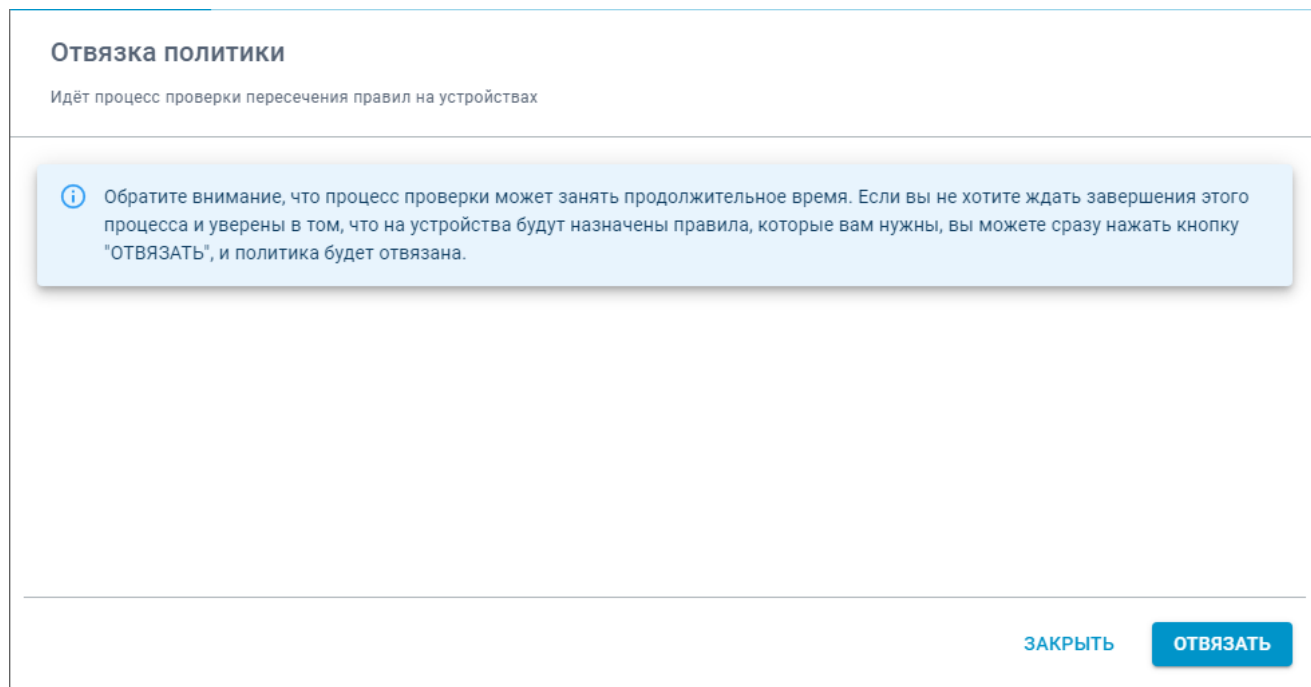 Отвязка политики
Идёт процесс проверки пересечения правил на устройствах
Обратите внимание, что процесс проверки может занять продолжительное время. Если вы не хотите ждать завершения этого
процесса и уверены в том, что на устройства будут назначены правила, которые вам нужны, вы можете сразу нажать кнопку
"ОТВЯЗАТЬ", и политика будет отвязана.
ЗАКРЫТЬ
ОТВЯЗАТЬ